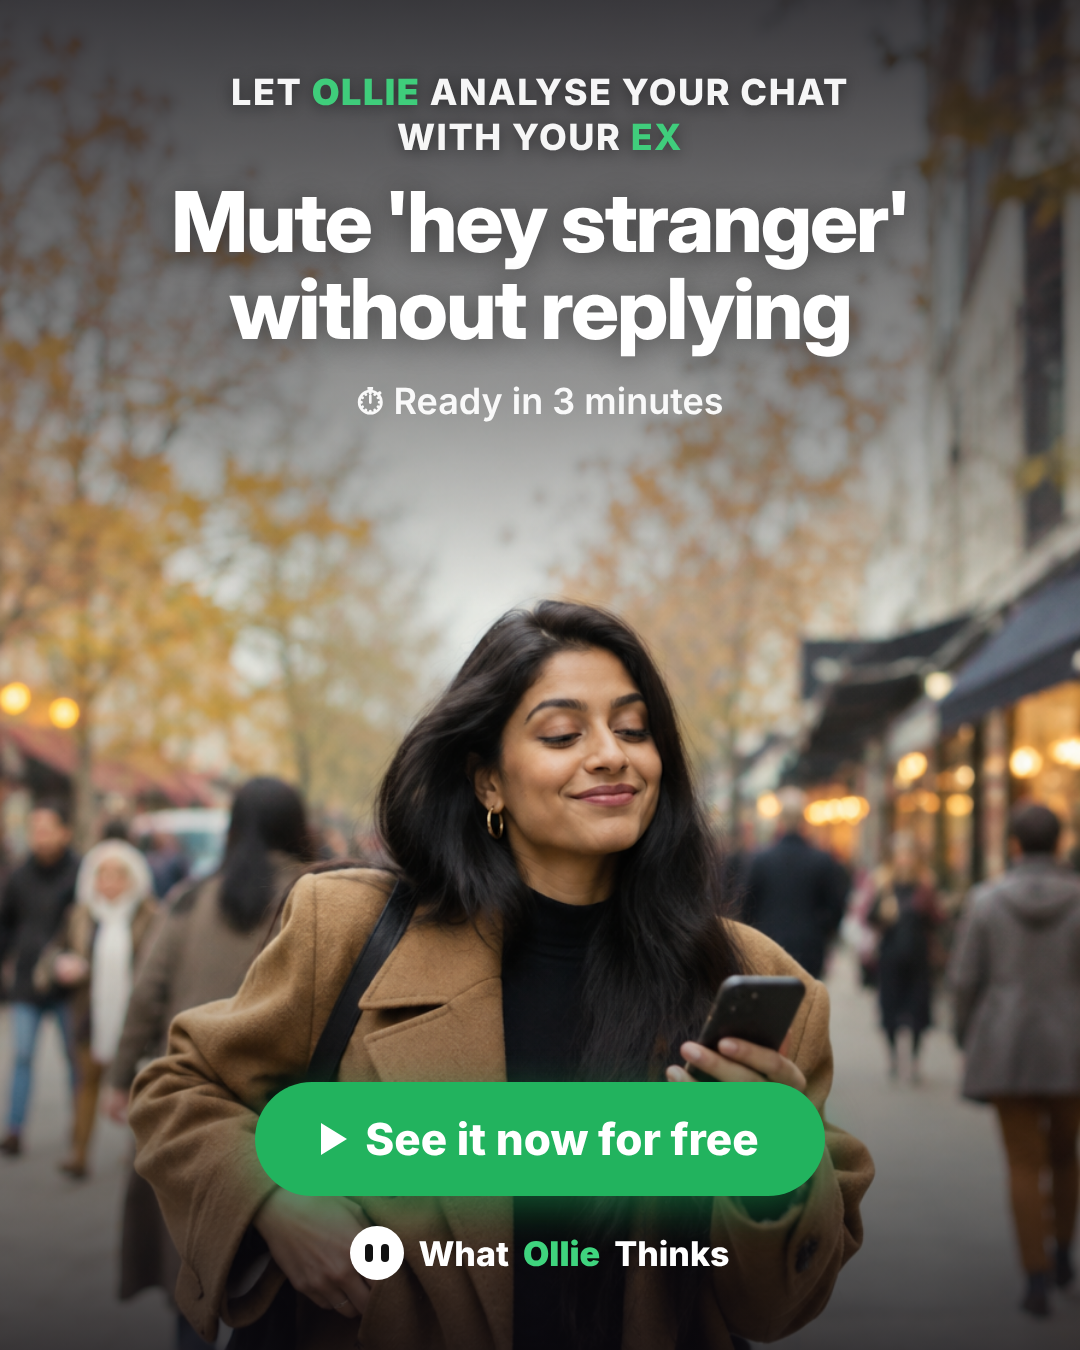 LET OLLIE ANALYSE YOUR CHAT
WITH YOUR EX
Mute 'hey stranger'
without replying
⏱ Ready in 3 minutes
▶ See it now for free
What Ollie Thinks